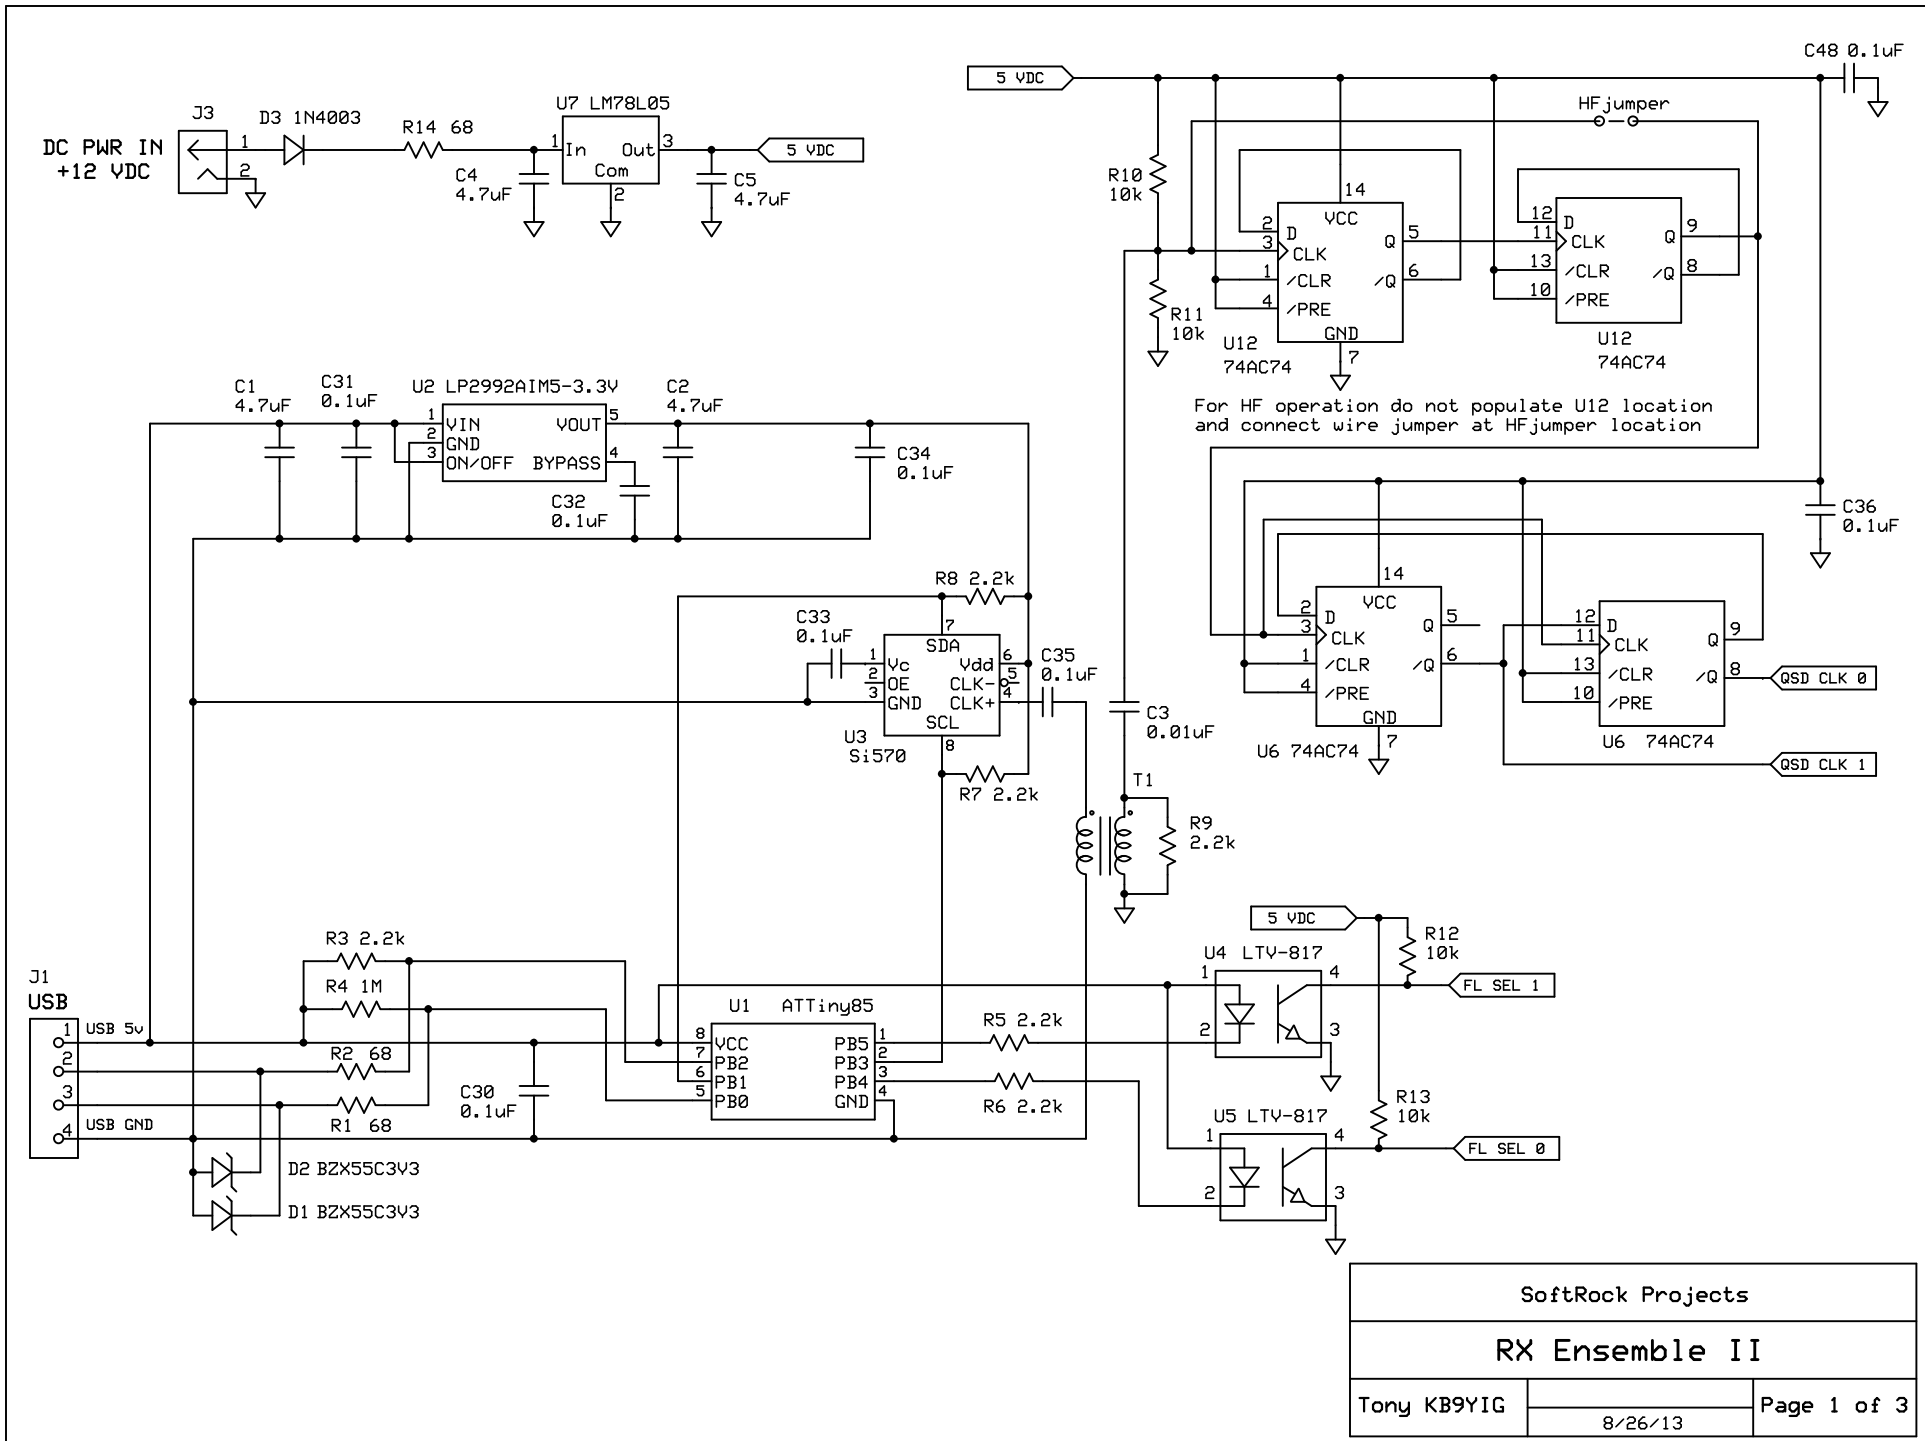 C48 0.1uF
5 VDC
HFjumper
J3
D3 1N4003
R14 68
U7 LM78L05
DC PWR IN
+12 VDC
1
2
1
In
Out
3
Com
2
5 VDC
C4
4.7uF
C5
4.7uF
R10
10k
R11
10k
14
VCC
2
D
3
CLK
1
/CLR
4
/PRE
Q
5
/Q
6
GND
7
U12
74AC74
12
D
11
CLK
13
/CLR
10
/PRE
Q
9
/Q
8
U12
74AC74
For HF operation do not populate U12 location
and connect wire jumper at HFjumper location
C1
4.7uF
C31
0.1uF
U2 LP2992AIM5-3.3V
C2
4.7uF
1
VIN
2
GND
3
ON/OFF
VOUT
5
BYPASS
4
C32
0.1uF
C34
0.1uF
C36
0.1uF
14
VCC
2
D
3
CLK
1
/CLR
4
/PRE
Q
5
/Q
6
GND
7
U6 74AC74
12
D
11
CLK
13
/CLR
10
/PRE
Q
9
/Q
8
U6 74AC74
QSD CLK 0
QSD CLK 1
R8 2.2k
C33
0.1uF
7
SDA
1
Vc
2
OE
3
GND
Vdd
6
CLK-
5
CLK+
4
SCL
8
U3
Si570
C35
0.1uF
R7 2.2k
C3
0.01uF
T1
R9
2.2k
J1
USB
1
USB 5v
2
3
4
USB GND
R3 2.2k
R4 1M
R2 68
R1 68
D2 BZX55C3V3
D1 BZX55C3V3
C30
0.1uF
U1 ATTiny85
8
VCC
7
PB2
6
PB1
5
PB0
PB5
1
PB3
2
PB4
3
GND
4
R5 2.2k
R6 2.2k
5 VDC
U4 LTV-817
1
2
4
3
R12
10k
FL SEL 1
U5 LTV-817
1
2
4
3
R13
10k
FL SEL 0
SoftRock Projects
RX Ensemble II
Tony KB9YIG
8/26/13
Page 1 of 3